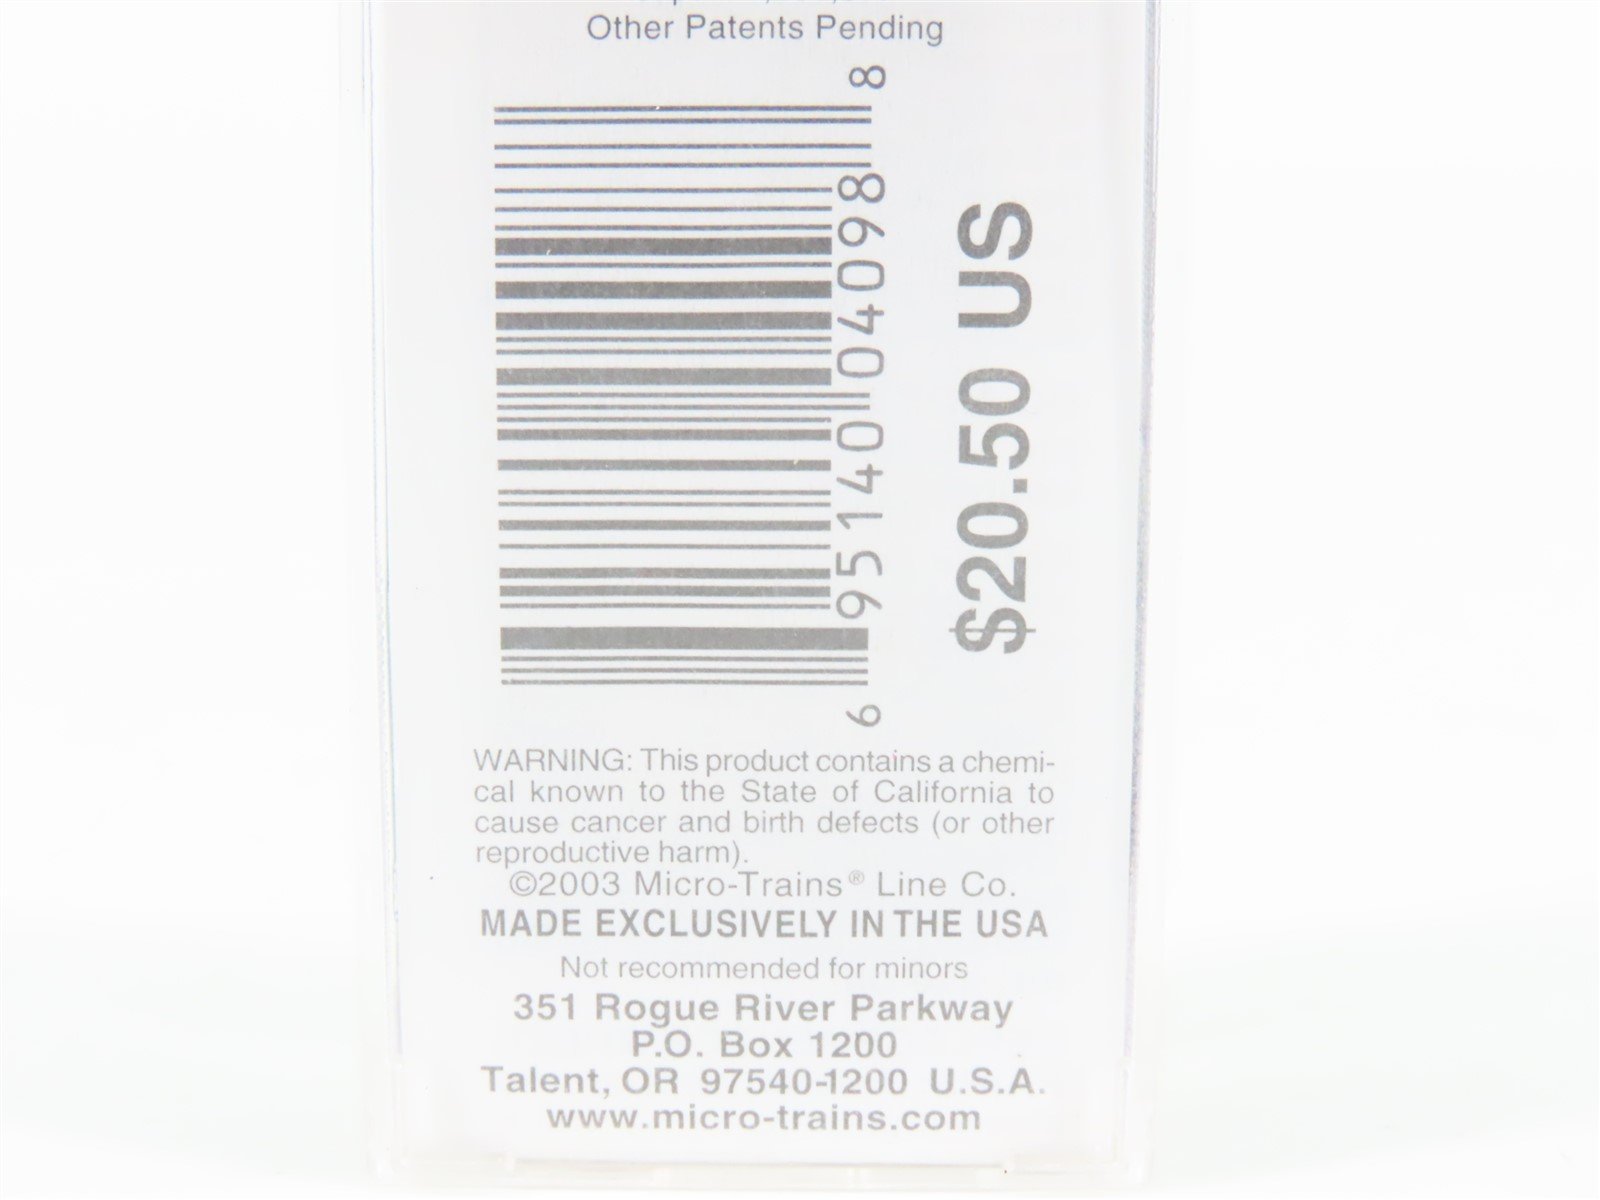 Other Patents Pending
6 95140 04098 8
$20.50 US
WARNING: This product contains a chemi-
cal known to the State of California to
cause cancer and birth defects (or other
reproductive harm).
©2003 Micro-Trains® Line Co.
MADE EXCLUSIVELY IN THE USA
Not recommended for minors
351 Rogue River Parkway
P.O. Box 1200
Talent, OR 97540-1200 U.S.A.
www.micro-trains.com